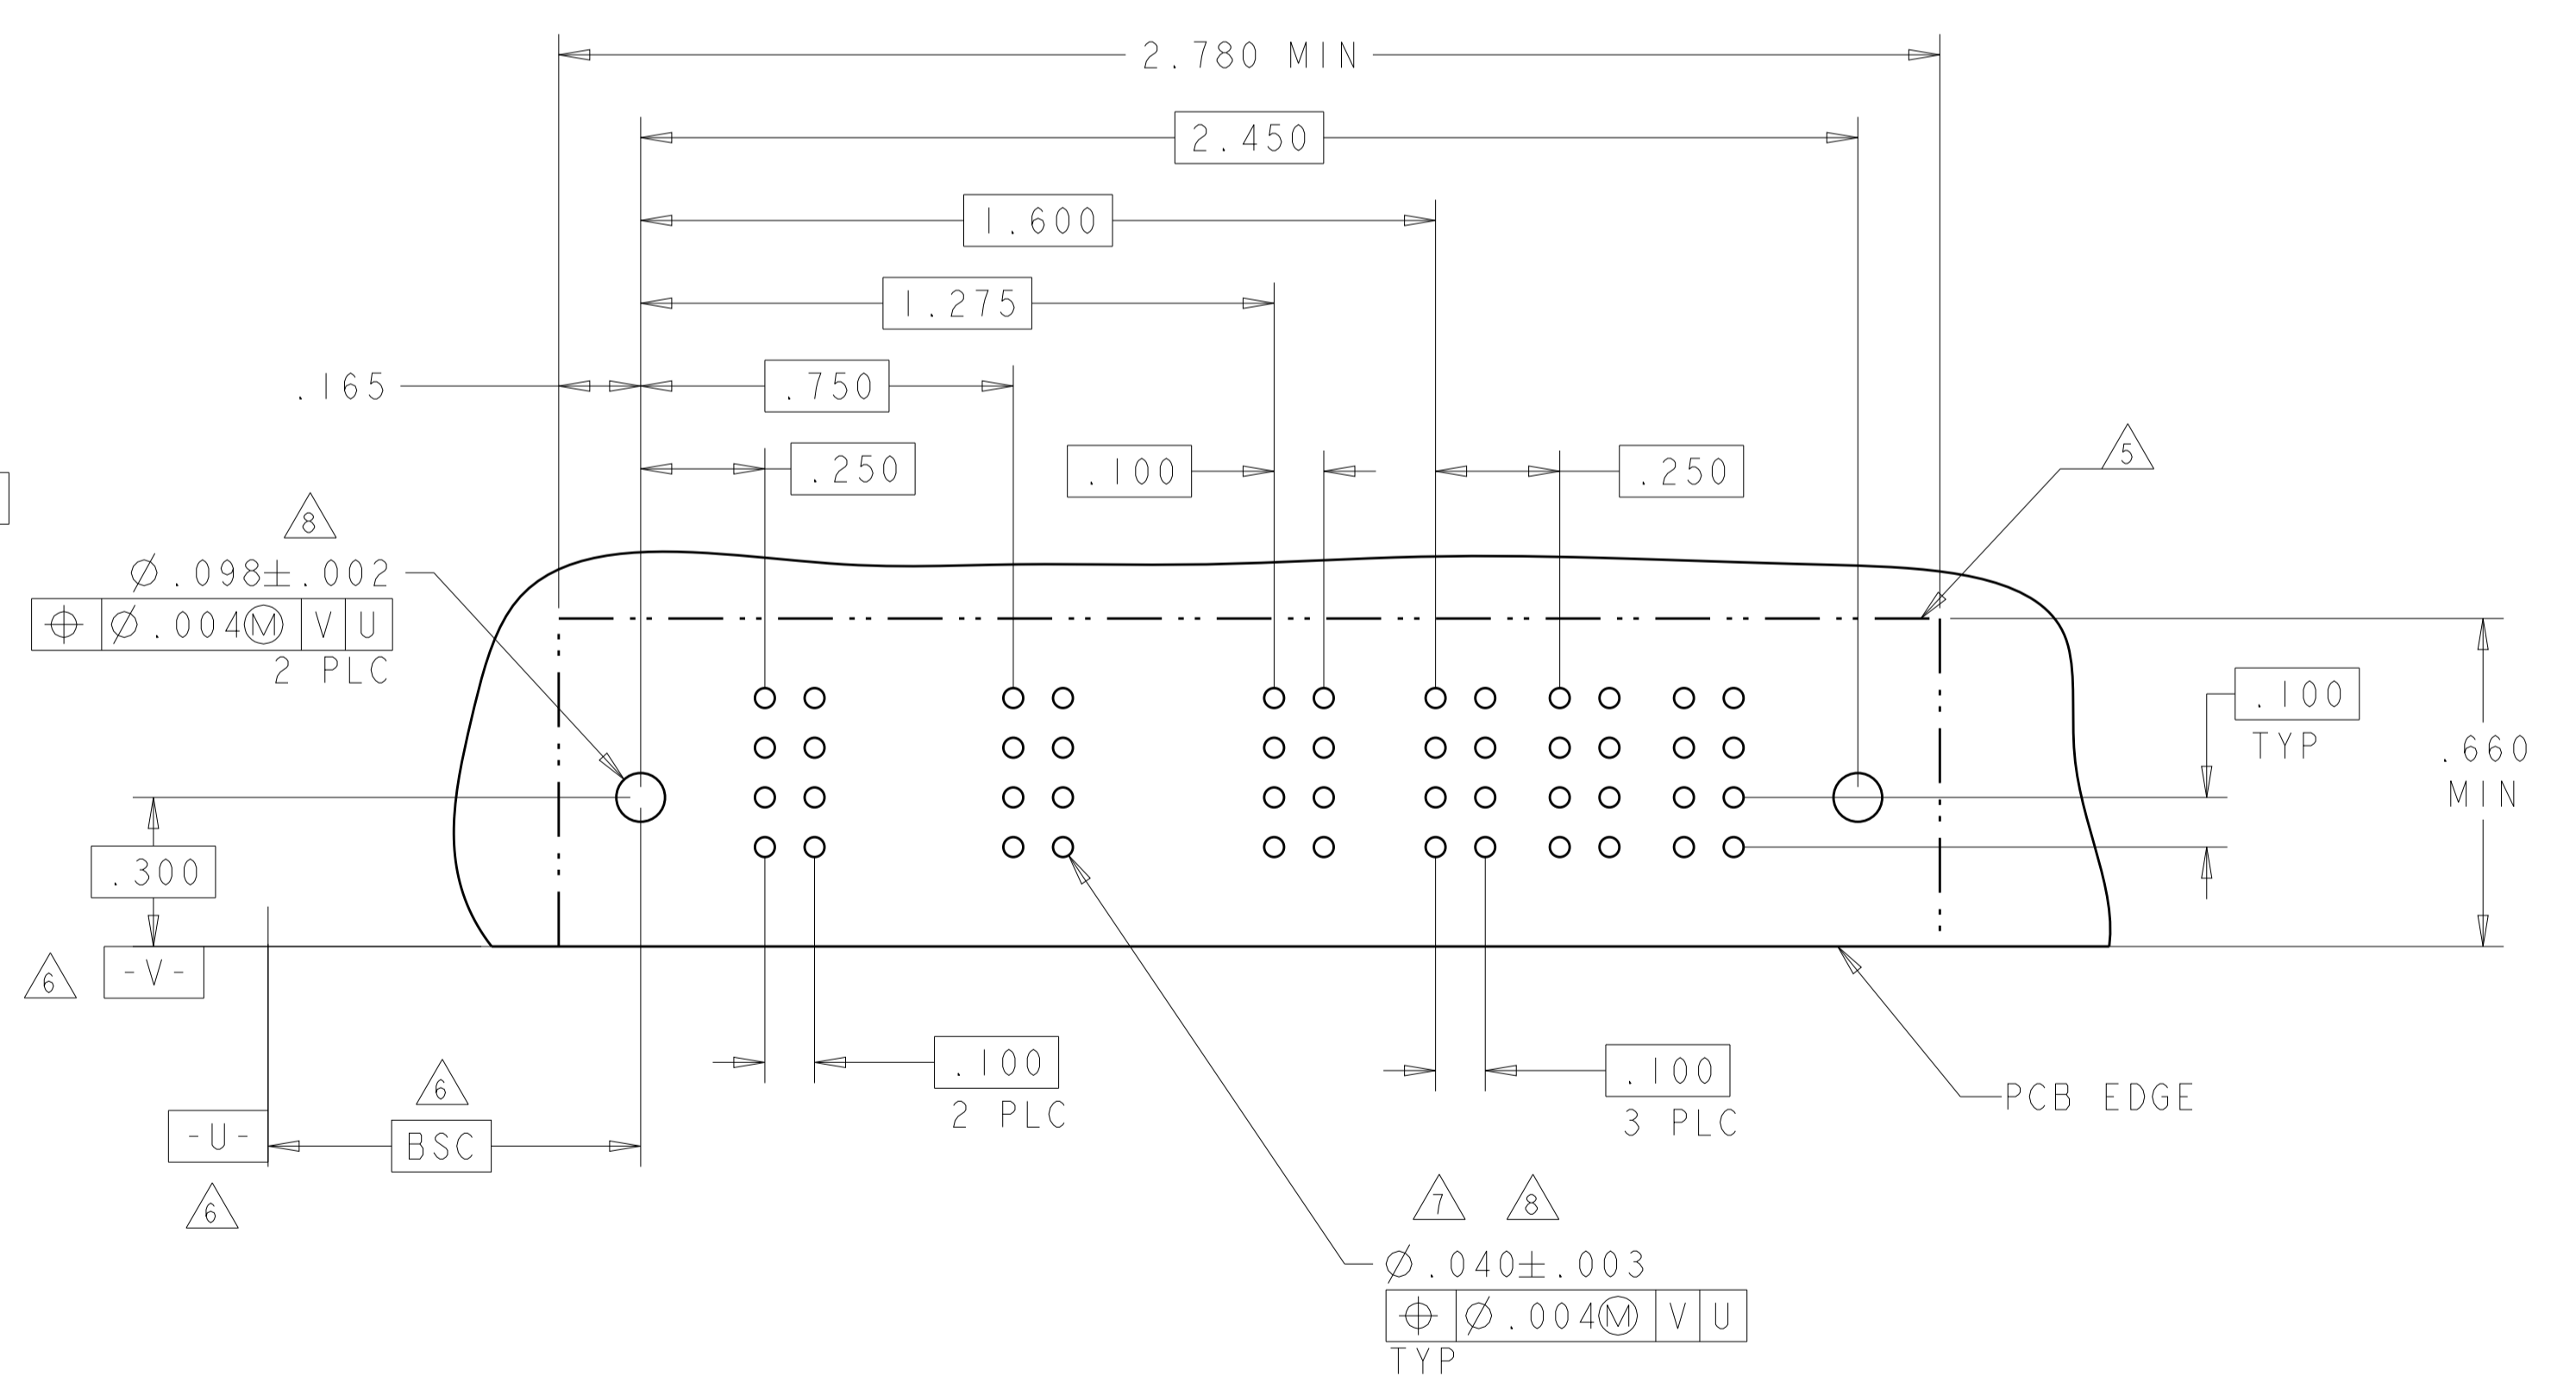 2.780 MIN
2.450
1.600
1.275
.165
.750
.250
.100
.250
5
8
Ø.098±.002
⌖ Ø.004Ⓜ V U
2 PLC
.100
TYP
.660
MIN
.300
6
-V-
.100
2 PLC
.100
3 PLC
PCB EDGE
6
-U-
BSC
6
7 8
Ø.040±.003
⌖ Ø.004Ⓜ V U
TYP